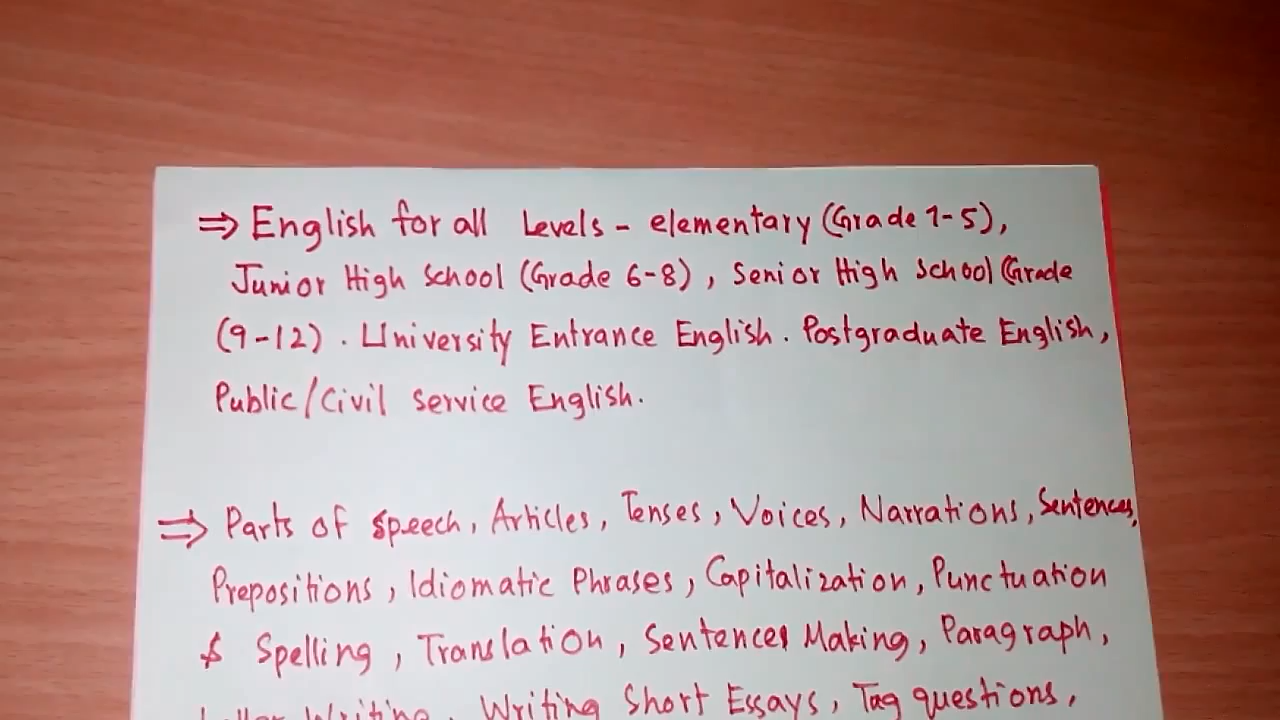 ⇒ English for all Levels - elementary (Grade 1-5),
Junior High School (Grade 6-8), Senior High School (Grade
(9-12). University Entrance English. Postgraduate English,
Public/Civil Service English.
⇒ Parts of speech, Articles, Tenses, Voices, Narrations, Sentences,
Prepositions, Idiomatic Phrases, Capitalization, Punctuation
& Spelling, Translation, Sentences Making, Paragraph,
Writing, Writing Short Essays, Tag questions,